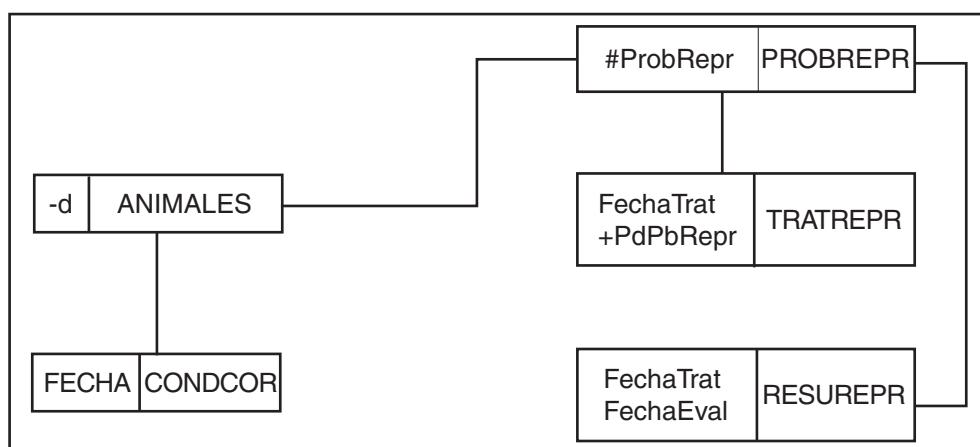 #ProbRepr PROBREPR
-d ANIMALES
FechaTrat
+PdPbRepr
TRATREPR
FECHA CONDCOR
FechaTrat
FechaEval
RESUREPR